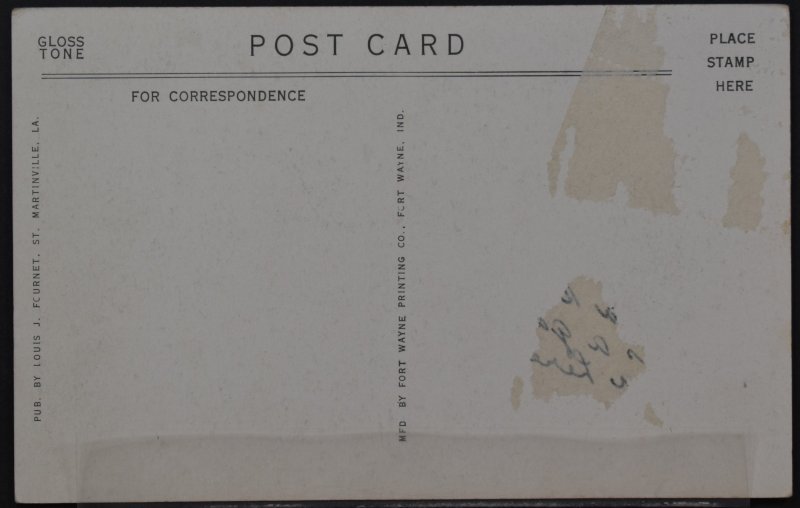 GLOSS
TONE
POST CARD
PLACE
STAMP
HERE
FOR CORRESPONDENCE
PUB. BY LOUIS J. FOURNET, ST. MARTINVILLE, LA.
MFD BY FORT WAYNE PRINTING CO., FORT WAYNE, IND.